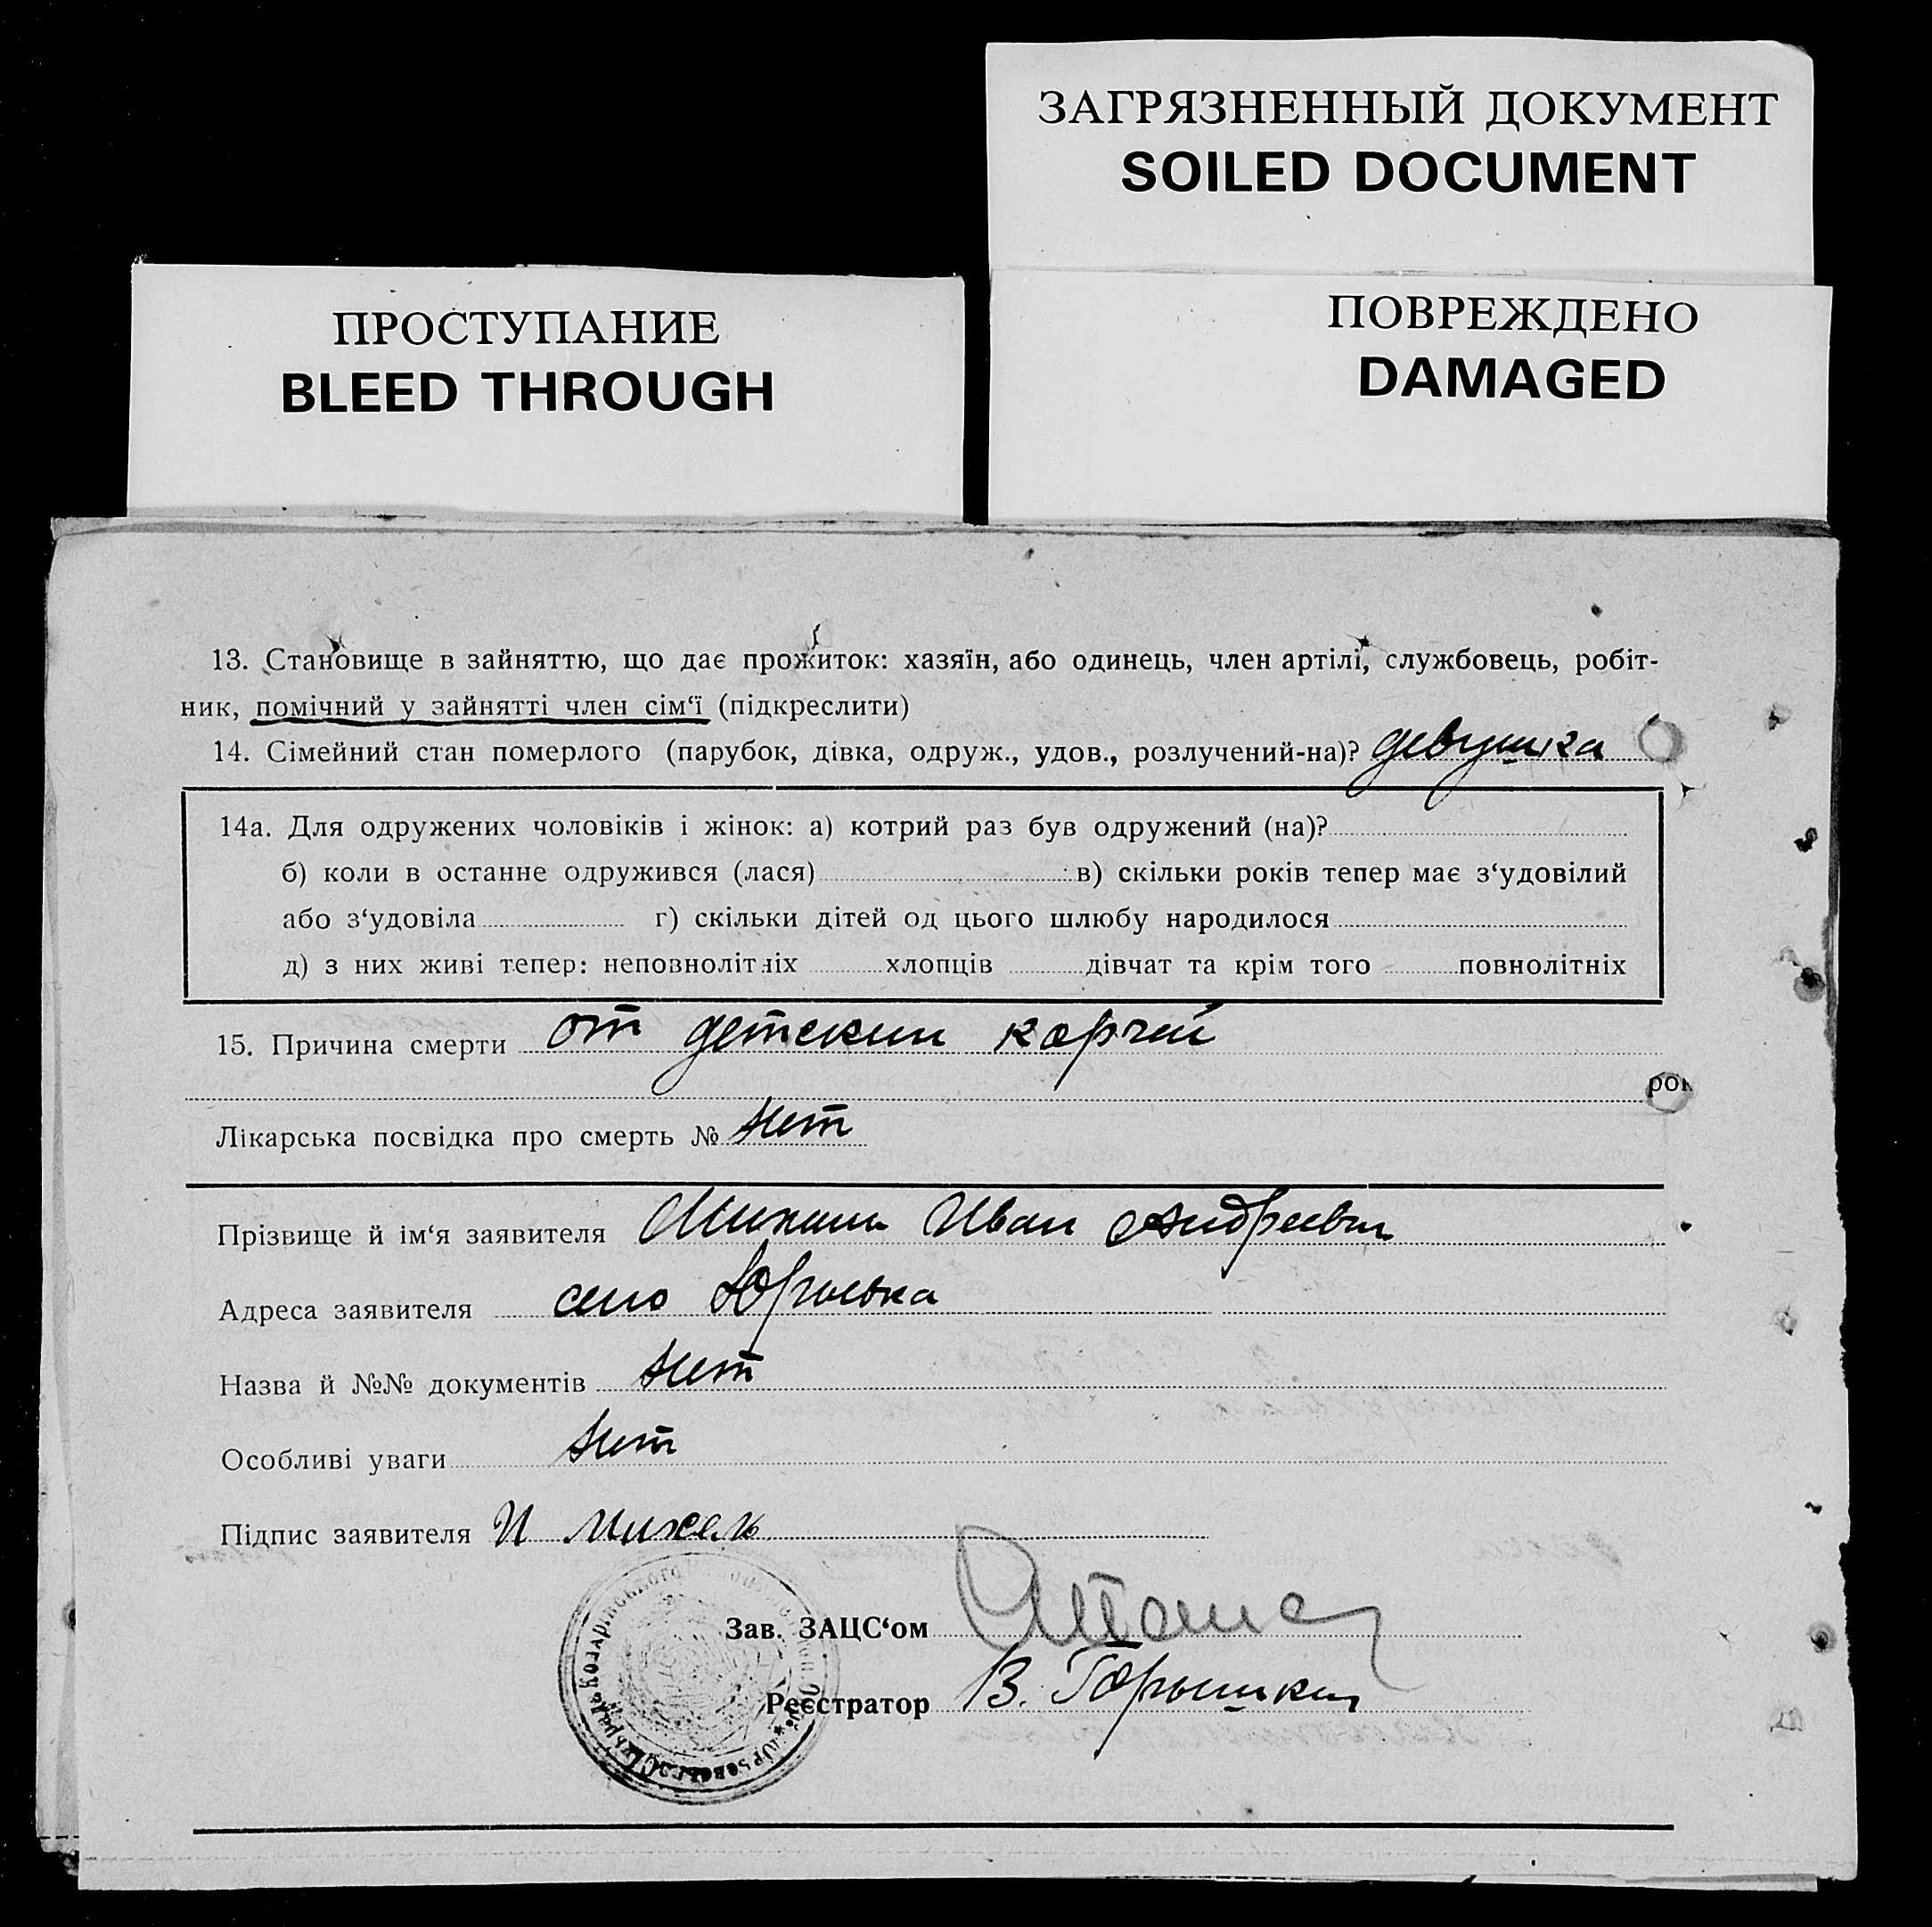 ЗАГРЯЗНЕННЫЙ ДОКУМЕНТ
SOILED DOCUMENT
ПРОСТУПАНИЕ
BLEED THROUGH
ПОВРЕЖДЕНО
DAMAGED
13. Становище в зайняттю, що дає прожиток: хазяїн, або одинець, член артілі, службовець, робіт-
ник, помічний у зайнятті член сім‘ї (підкреслити)
14. Сімейний стан померлого (парубок, дівка, одруж., удов., розлучений-на)? девушка
14а. Для одружених чоловіків і жінок: а) котрий раз був одружений (на)?
б) коли в останнє одружився (лася) в) скільки років тепер має з‘удовілий
або з‘удовіла г) скільки дітей од цього шлюбу народилося
д) з них живі тепер: неповнолітніх хлопців дівчат та крім того повнолітніх
15. Причина смерти от детский корчей
рок
Лікарська посвідка про смерть № нет
Прізвище й ім‘я заявителя Иван Андреевич
Адреса заявителя село Юрьевка
Назва й №№ документів нет
Особливі уваги нет
Підпис заявителя И
Зав. ЗАЦС‘ом
Реєстратор В.